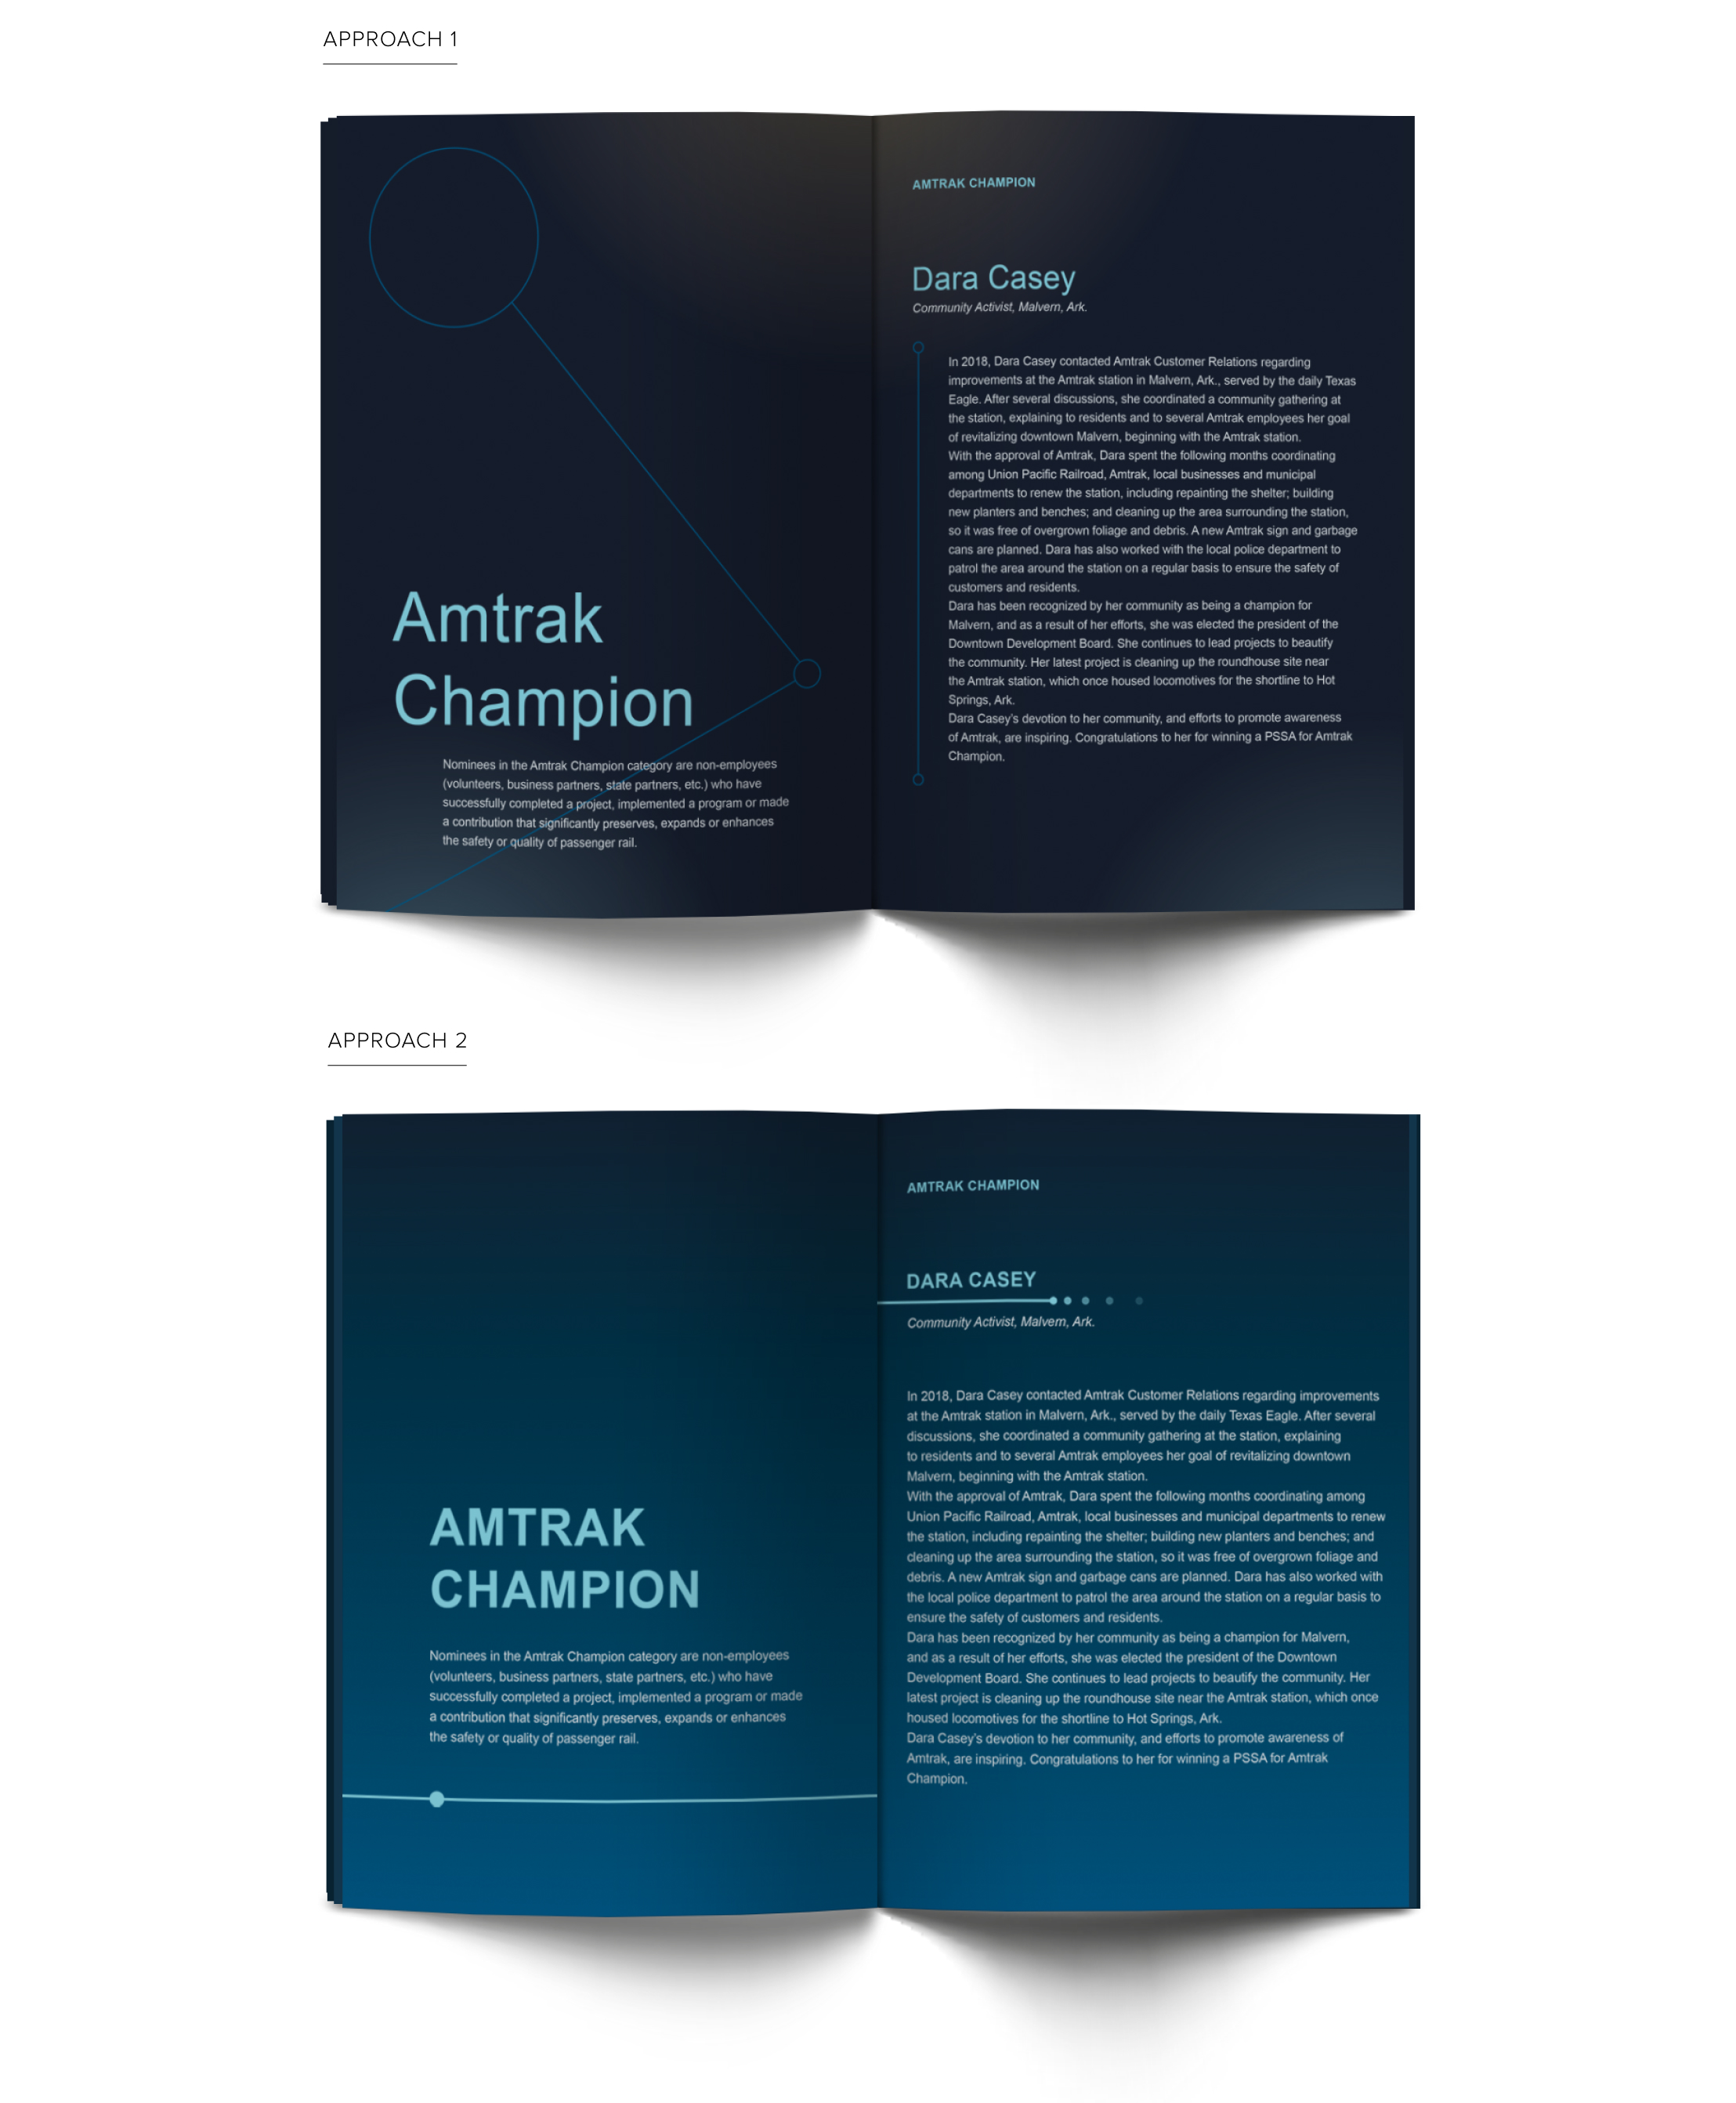 APPROACH 1
Amtrak
Champion
Nominees in the Amtrak Champion category are non-employees
(volunteers, business partners, state partners, etc.) who have
successfully completed a project, implemented a program or made
a contribution that significantly preserves, expands or enhances
the safety or quality of passenger rail.
AMTRAK CHAMPION
Dara Casey
Community Activist, Malvern, Ark.
In 2018, Dara Casey contacted Amtrak Customer Relations regarding
improvements at the Amtrak station in Malvern, Ark., served by the daily Texas
Eagle. After several discussions, she coordinated a community gathering at
the station, explaining to residents and to several Amtrak employees her goal
of revitalizing downtown Malvern, beginning with the Amtrak station.
With the approval of Amtrak, Dara spent the following months coordinating
among Union Pacific Railroad, Amtrak, local businesses and municipal
departments to renew the station, including repainting the shelter; building
new planters and benches; and cleaning up the area surrounding the station,
so it was free of overgrown foliage and debris. A new Amtrak sign and garbage
cans are planned. Dara has also worked with the local police department to
patrol the area around the station on a regular basis to ensure the safety of
customers and residents.
Dara has been recognized by her community as being a champion for
Malvern, and as a result of her efforts, she was elected the president of the
Downtown Development Board. She continues to lead projects to beautify
the community. Her latest project is cleaning up the roundhouse site near
the Amtrak station, which once housed locomotives for the shortline to Hot
Springs, Ark.
Dara Casey's devotion to her community, and efforts to promote awareness
of Amtrak, are inspiring. Congratulations to her for winning a PSSA for Amtrak
Champion.
APPROACH 2
AMTRAK
CHAMPION
Nominees in the Amtrak Champion category are non-employees
(volunteers, business partners, state partners, etc.) who have
successfully completed a project, implemented a program or made
a contribution that significantly preserves, expands or enhances
the safety or quality of passenger rail.
AMTRAK CHAMPION
DARA CASEY
Community Activist, Malvern, Ark.
In 2018, Dara Casey contacted Amtrak Customer Relations regarding improvements
at the Amtrak station in Malvern, Ark., served by the daily Texas Eagle. After several
discussions, she coordinated a community gathering at the station, explaining
to residents and to several Amtrak employees her goal of revitalizing downtown
Malvern, beginning with the Amtrak station.
With the approval of Amtrak, Dara spent the following months coordinating among
Union Pacific Railroad, Amtrak, local businesses and municipal departments to renew
the station, including repainting the shelter; building new planters and benches; and
cleaning up the area surrounding the station, so it was free of overgrown foliage and
debris. A new Amtrak sign and garbage cans are planned. Dara has also worked with
the local police department to patrol the area around the station on a regular basis to
ensure the safety of customers and residents.
Dara has been recognized by her community as being a champion for Malvern,
and as a result of her efforts, she was elected the president of the Downtown
Development Board. She continues to lead projects to beautify the community. Her
latest project is cleaning up the roundhouse site near the Amtrak station, which once
housed locomotives for the shortline to Hot Springs, Ark.
Dara Casey's devotion to her community, and efforts to promote awareness of
Amtrak, are inspiring. Congratulations to her for winning a PSSA for Amtrak
Champion.